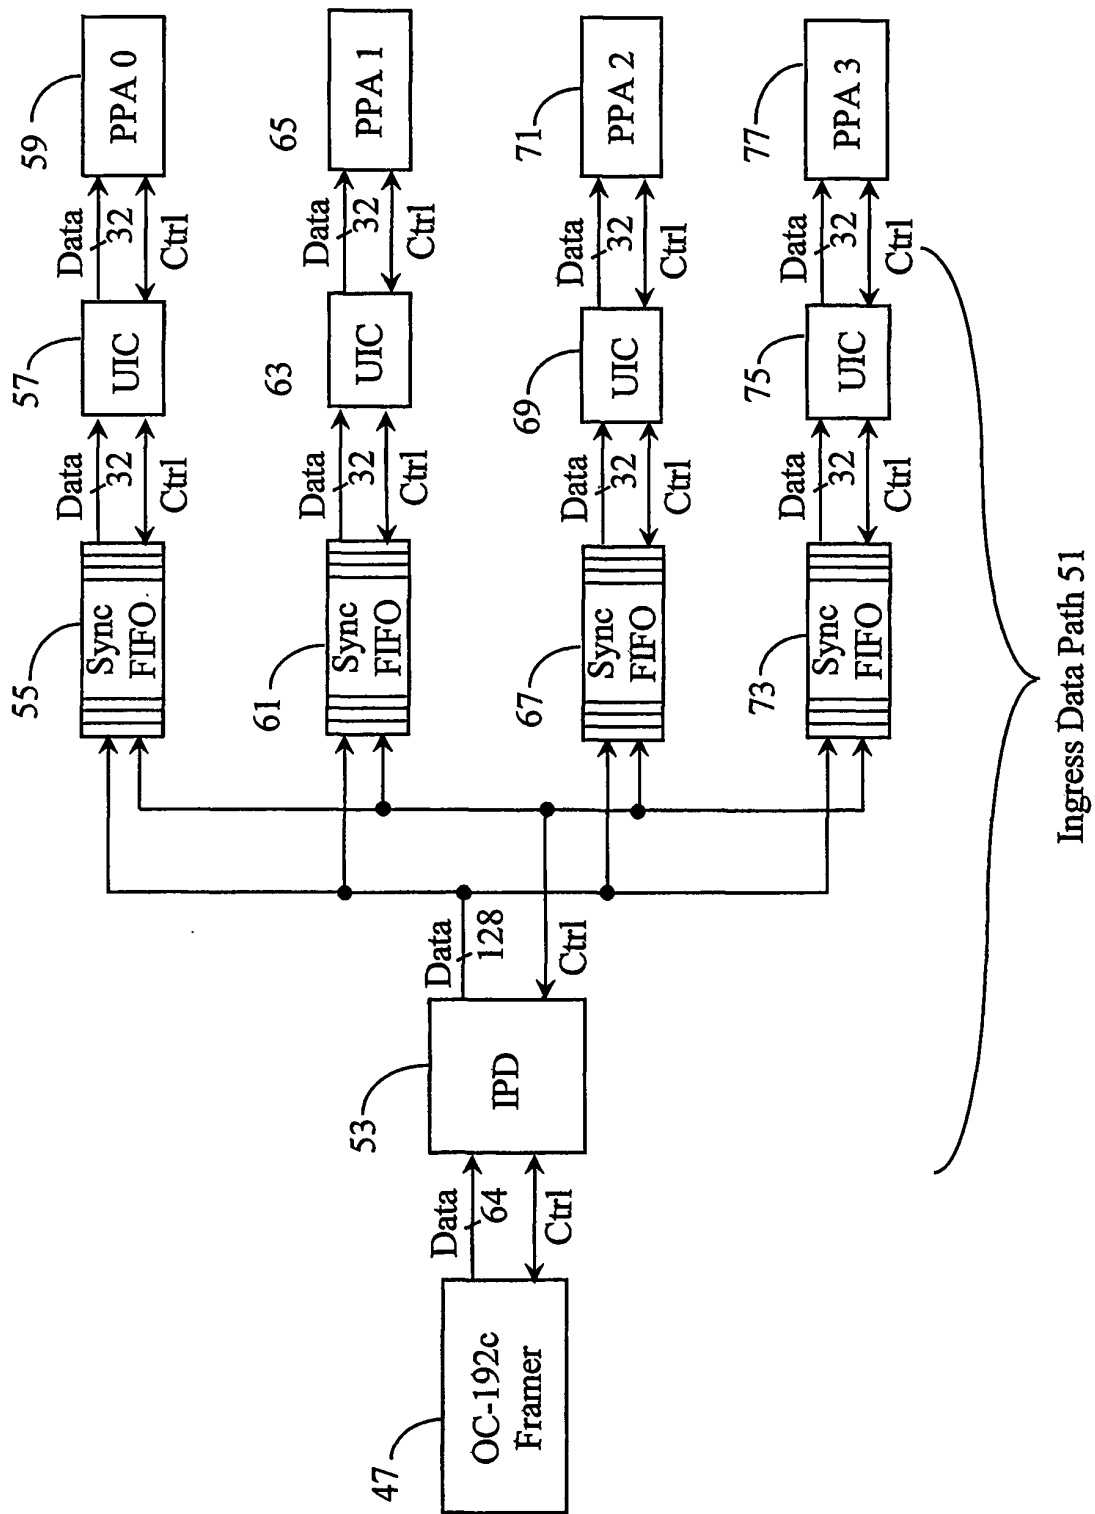 47
OC-192c
Framer
Data
64
Ctrl
53
IPD
Data
128
Ctrl
55
Sync
FIFO
Data
32
Ctrl
57
UIC
Data
32
Ctrl
59
PPA 0
61
Sync
FIFO
Data
32
Ctrl
63
UIC
Data
32
Ctrl
65
PPA 1
67
Sync
FIFO
Data
32
Ctrl
69
UIC
Data
32
Ctrl
71
PPA 2
73
Sync
FIFO
Data
32
Ctrl
75
UIC
Data
32
Ctrl
77
PPA 3
Ingress Data Path 51